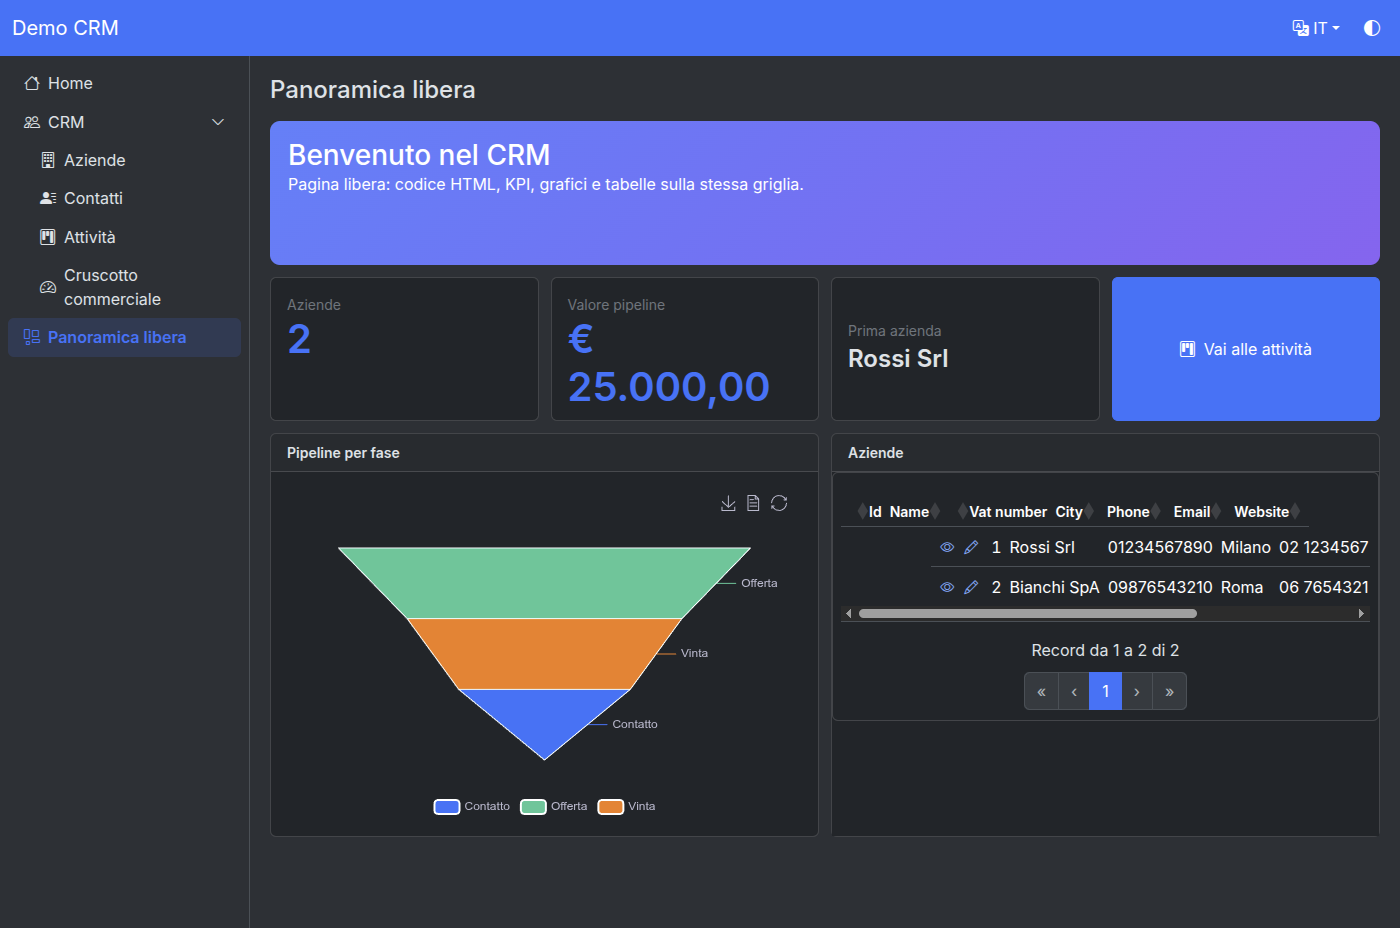 Demo CRM
IT
Home
CRM
Aziende
Contatti
Attività
Cruscotto
commerciale
Panoramica libera
Panoramica libera
Benvenuto nel CRM
Pagina libera: codice HTML, KPI, grafici e tabelle sulla stessa griglia.
Aziende
2
Valore pipeline
€
25.000,00
Prima azienda
Rossi Srl
Vai alle attività
Pipeline per fase
Offerta
Vinta
Contatto
Contatto Offerta Vinta
Aziende
Id Name Vat number City Phone Email Website
1 Rossi Srl 01234567890 Milano 02 1234567
2 Bianchi SpA 09876543210 Roma 06 7654321
Record da 1 a 2 di 2
« ‹ 1 › »